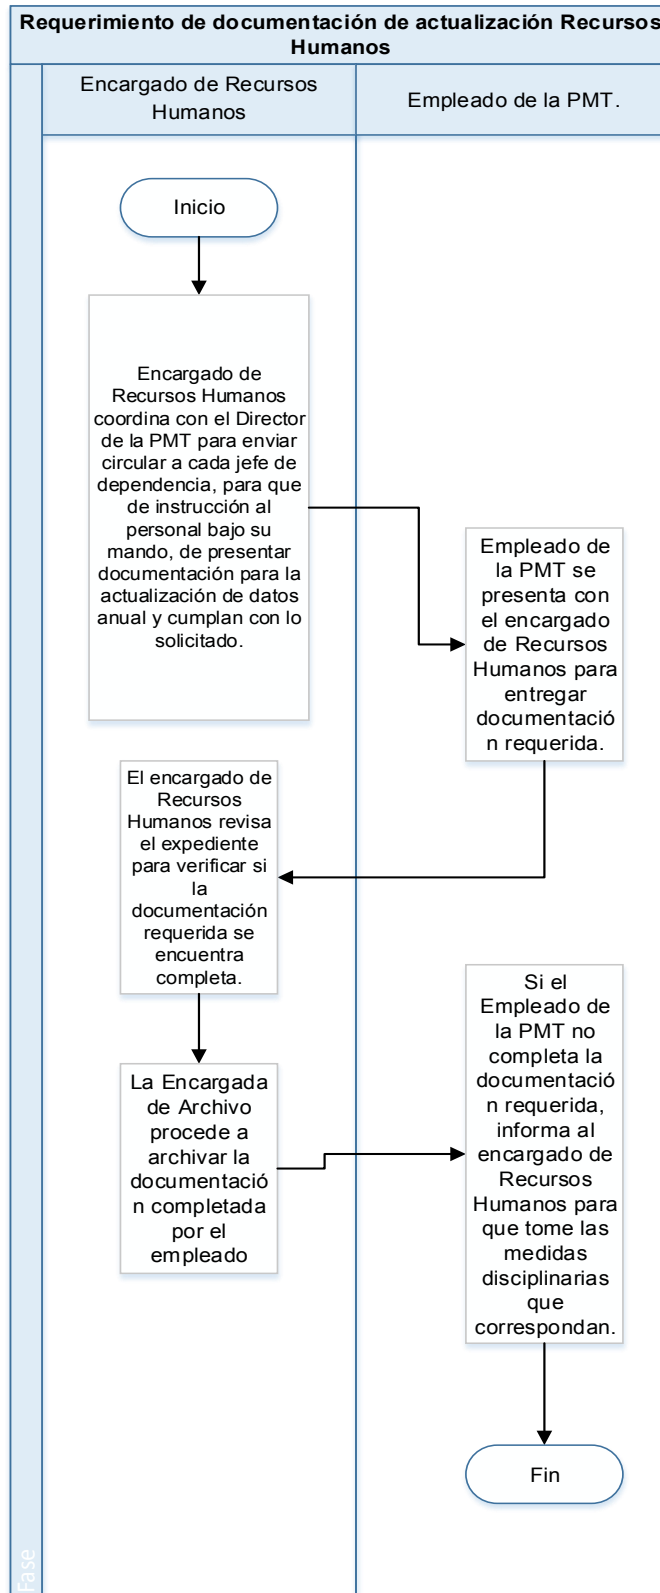 Requerimiento de documentación de actualización Recursos
Humanos
Encargado de Recursos
Humanos
Empleado de la PMT.
Inicio
Encargado de
Recursos Humanos
coordina con el Director
de la PMT para enviar
circular a cada jefe de
dependencia, para que
de instrucción al
personal bajo su
mando, de presentar
documentación para la
actualización de datos
anual y cumplan con lo
solicitado.
Empleado de
la PMT se
presenta con
el encargado
de Recursos
Humanos para
entregar
documentació
n requerida.
El encargado de
Recursos
Humanos revisa
el expediente
para verificar si
la
documentación
requerida se
encuentra
completa.
La Encargada
de Archivo
procede a
archivar la
documentació
n completada
por el
empleado
Si el
Empleado de
la PMT no
completa la
documentació
n requerida,
informa al
encargado de
Recursos
Humanos para
que tome las
medidas
disciplinarias
que
correspondan.
Fin
Fase